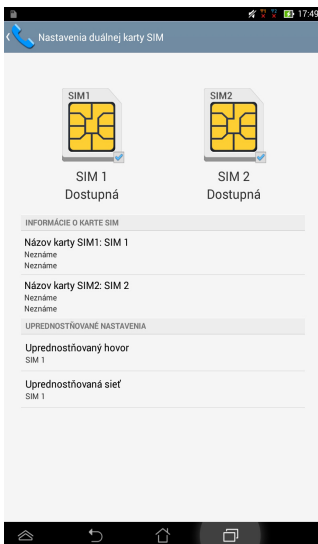 17:49
Nastavenia duálnej karty SIM
SIM1
SIM2
SIM 1
SIM 2
Dostupná
Dostupná
INFORMÁCIE O KARTE SIM
Názov karty SIM1: SIM 1
Neznáme
Neznáme
Názov karty SIM2: SIM 2
Neznáme
Neznáme
UPREDNOSTŇOVANÉ NASTAVENIA
Uprednostňovaný hovor
SIM 1
Uprednostňovaná sieť
SIM 1